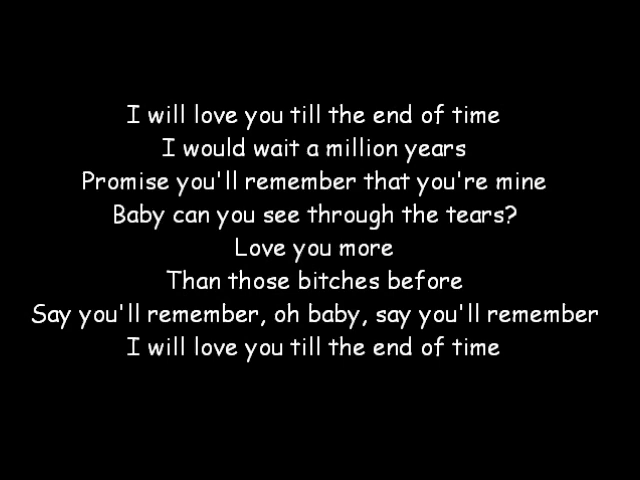 I will love you till the end of time
I would wait a million years
Promise you'll remember that you're mine
Baby can you see through the tears?
Love you more
Than those bitches before
Say you'll remember, oh baby, say you'll remember
I will love you till the end of time